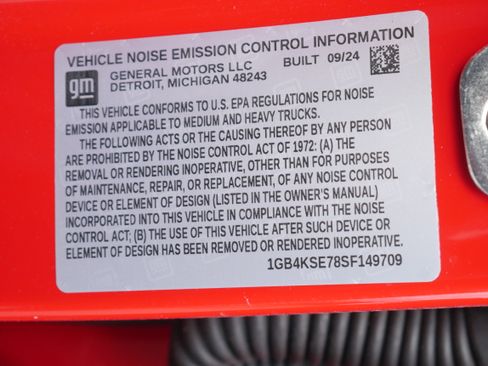 VEHICLE NOISE EMISSION CONTROL INFORMATION
gm
GENERAL MOTORS LLC BUILT 09/24
DETROIT, MICHIGAN 48243
THIS VEHICLE CONFORMS TO U.S. EPA REGULATIONS FOR NOISE
EMISSION APPLICABLE TO MEDIUM AND HEAVY TRUCKS.
THE FOLLOWING ACTS OR THE CAUSING THEREOF BY ANY PERSON
ARE PROHIBITED BY THE NOISE CONTROL ACT OF 1972: (A) THE
REMOVAL OR RENDERING INOPERATIVE, OTHER THAN FOR PURPOSES
OF MAINTENANCE, REPAIR, OR REPLACEMENT, OF ANY NOISE CONTROL
DEVICE OR ELEMENT OF DESIGN (LISTED IN THE OWNER'S MANUAL)
INCORPORATED INTO THIS VEHICLE IN COMPLIANCE WITH THE NOISE
CONTROL ACT; (B) THE USE OF THIS VEHICLE AFTER SUCH DEVICE OR
ELEMENT OF DESIGN HAS BEEN REMOVED OR RENDERED INOPERATIVE.
1GB4KSE78SF149709